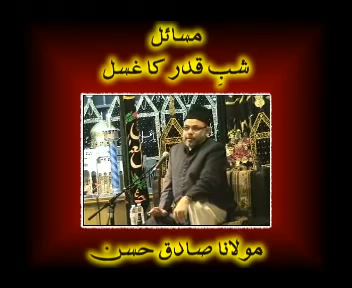 مسائل
شبِ قدر کا غسل
مولانا صادق حسن